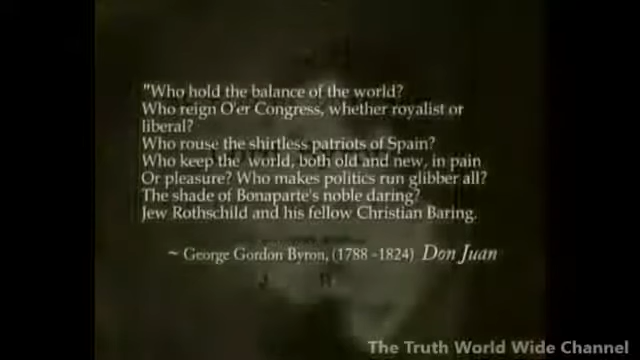 "Who hold the balance of the world?
Who reign O'er Congress, whether royalist or
liberal?
Who rouse the shirtless patriots of Spain?
Who keep the world, both old and new, in pain
Or pleasure? Who makes politics run glibber all?
The shade of Bonaparte's noble daring?
Jew Rothschild and his fellow Christian Baring.
~ George Gordon Byron, (1788 -1824) Don Juan
The Truth World Wide Channel